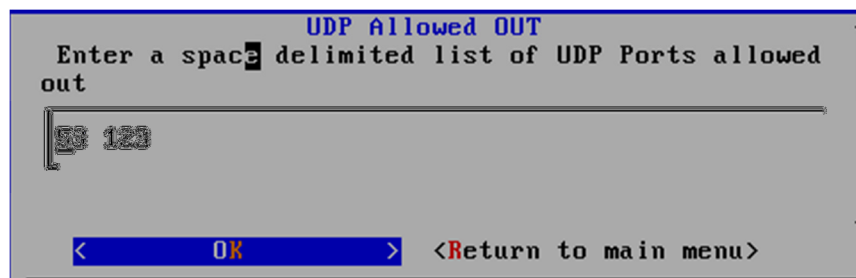 UDP Allowed OUT
Enter a space delimited list of UDP Ports allowed
out
53 123
< OK > <Return to main menu>